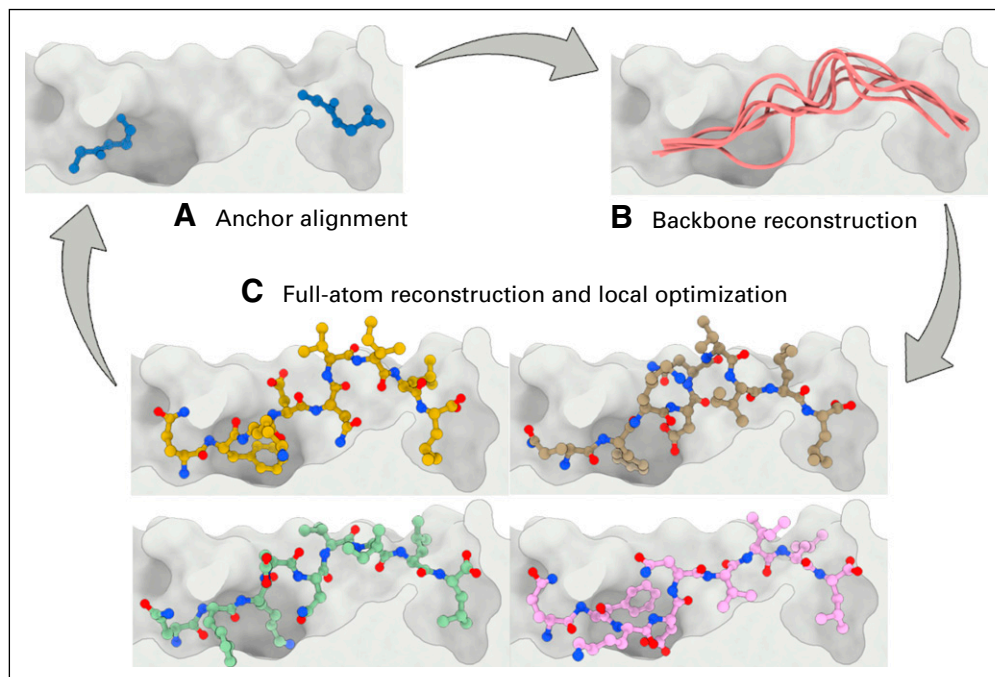 A Anchor alignment
B Backbone reconstruction
C Full-atom reconstruction and local optimization